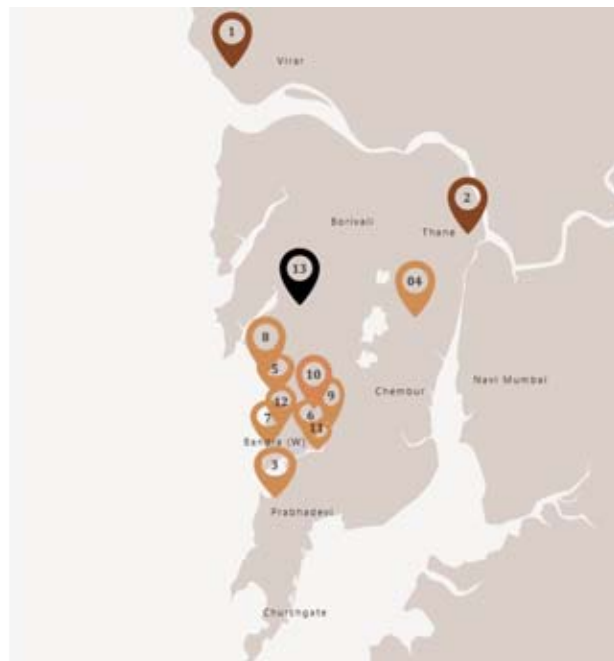 1
Virar
2
Borivali
Thane
13
04
8
5
10
Navi Mumbai
Chembur
9
12
6
7
11
Bandra (W)
3
Prabhadevi
Churchgate